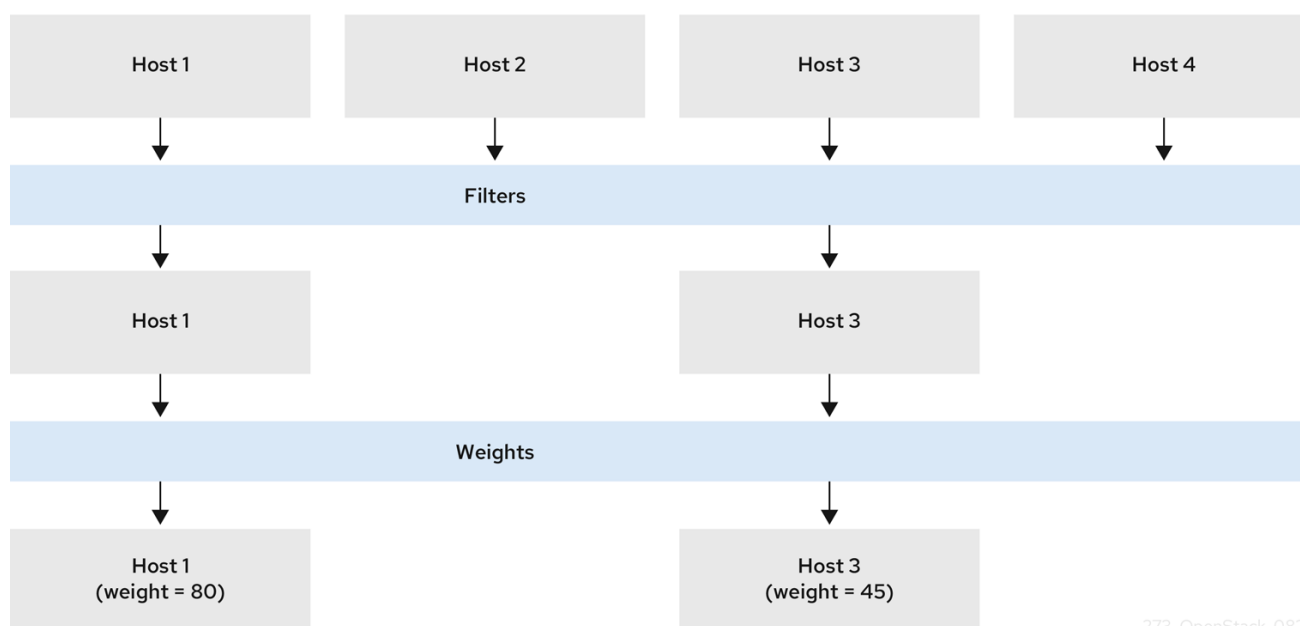 Host 1
Host 2
Host 3
Host 4
Filters
Host 1
Host 3
Weights
Host 1
(weight = 80)
Host 3
(weight = 45)